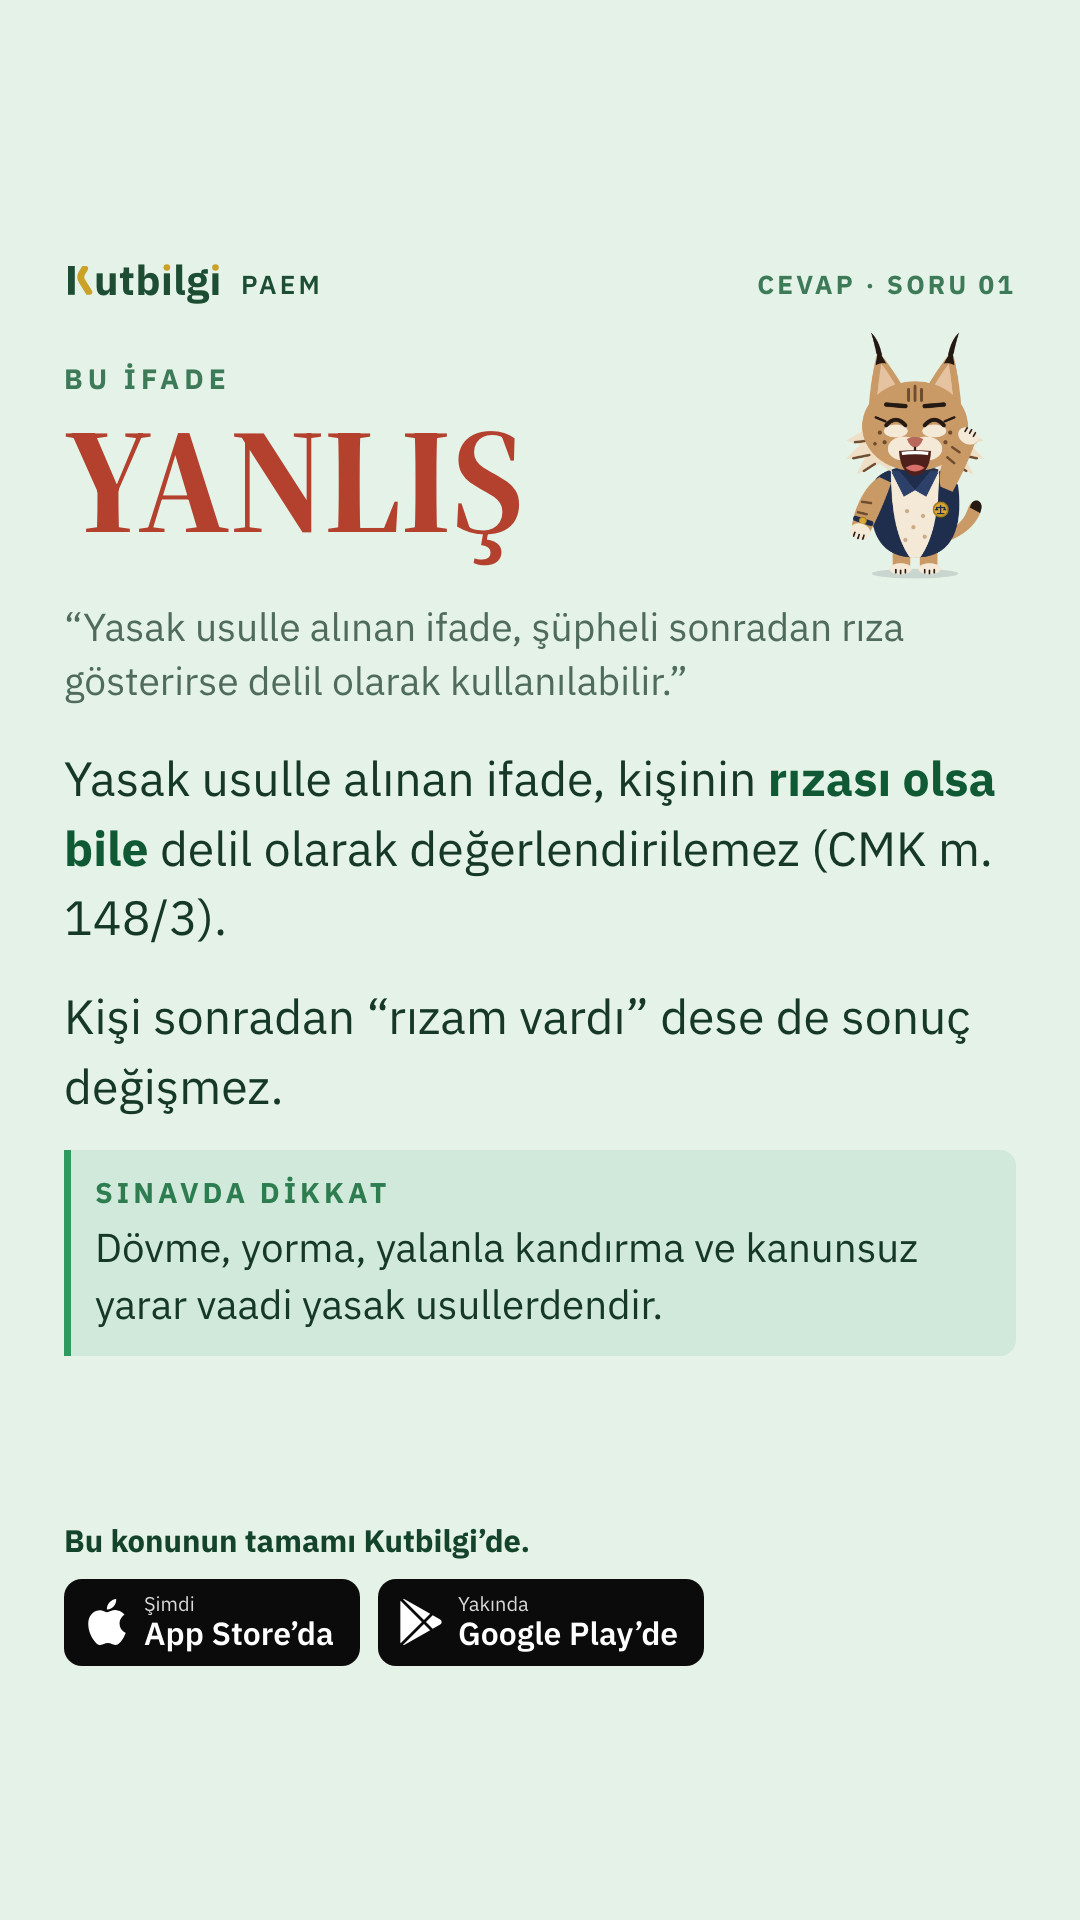 Kutbilgi PAEM
CEVAP · SORU 01
BU İFADE
YANLIŞ
“Yasak usulle alınan ifade, şüpheli sonradan rıza
gösterirse delil olarak kullanılabilir.”
Yasak usulle alınan ifade, kişinin rızası olsa
bile delil olarak değerlendirilemez (CMK m.
148/3).
Kişi sonradan “rızam vardı” dese de sonuç
değişmez.
SINAVDA DİKKAT
Dövme, yorma, yalanla kandırma ve kanunsuz
yarar vaadi yasak usullerdendir.
Bu konunun tamamı Kutbilgi’de.
Şimdi
App Store’da
Yakında
Google Play’de